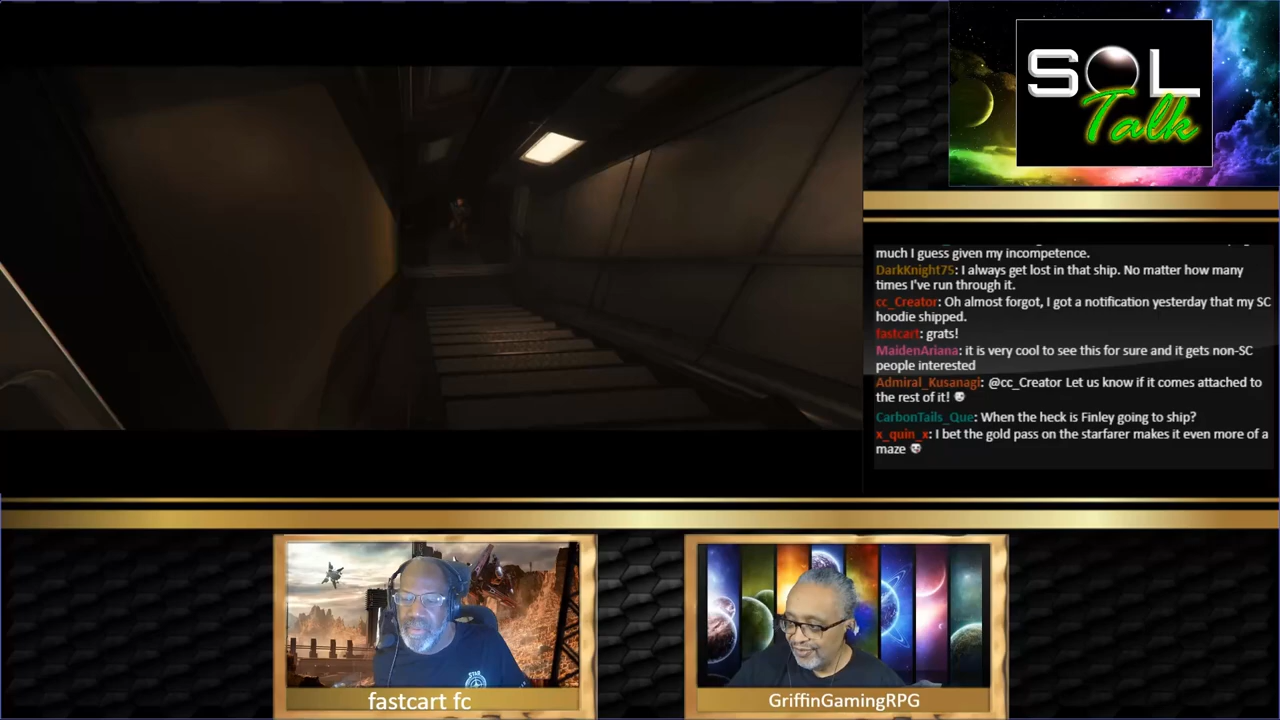 SOL
Talk
much I guess given my incompetence.
DarkKnight75: I always get lost in that ship. No matter how many
times I've run through it.
cc_Creator: Oh almost forgot, I got a notification yesterday that my SC
hoodie shipped.
fastcart: grats!
MaidenAriana: it is very cool to see this for sure and it gets non-SC
people interested
Admiral_Kusanagi: @cc_Creator Let us know if it comes attached to
the rest of it!
CarbonTails_Que: When the heck is Finley going to ship?
x_quin_x: I bet the gold pass on the starfarer makes it even more of a
maze
fastcart fc
GriffinGamingRPG